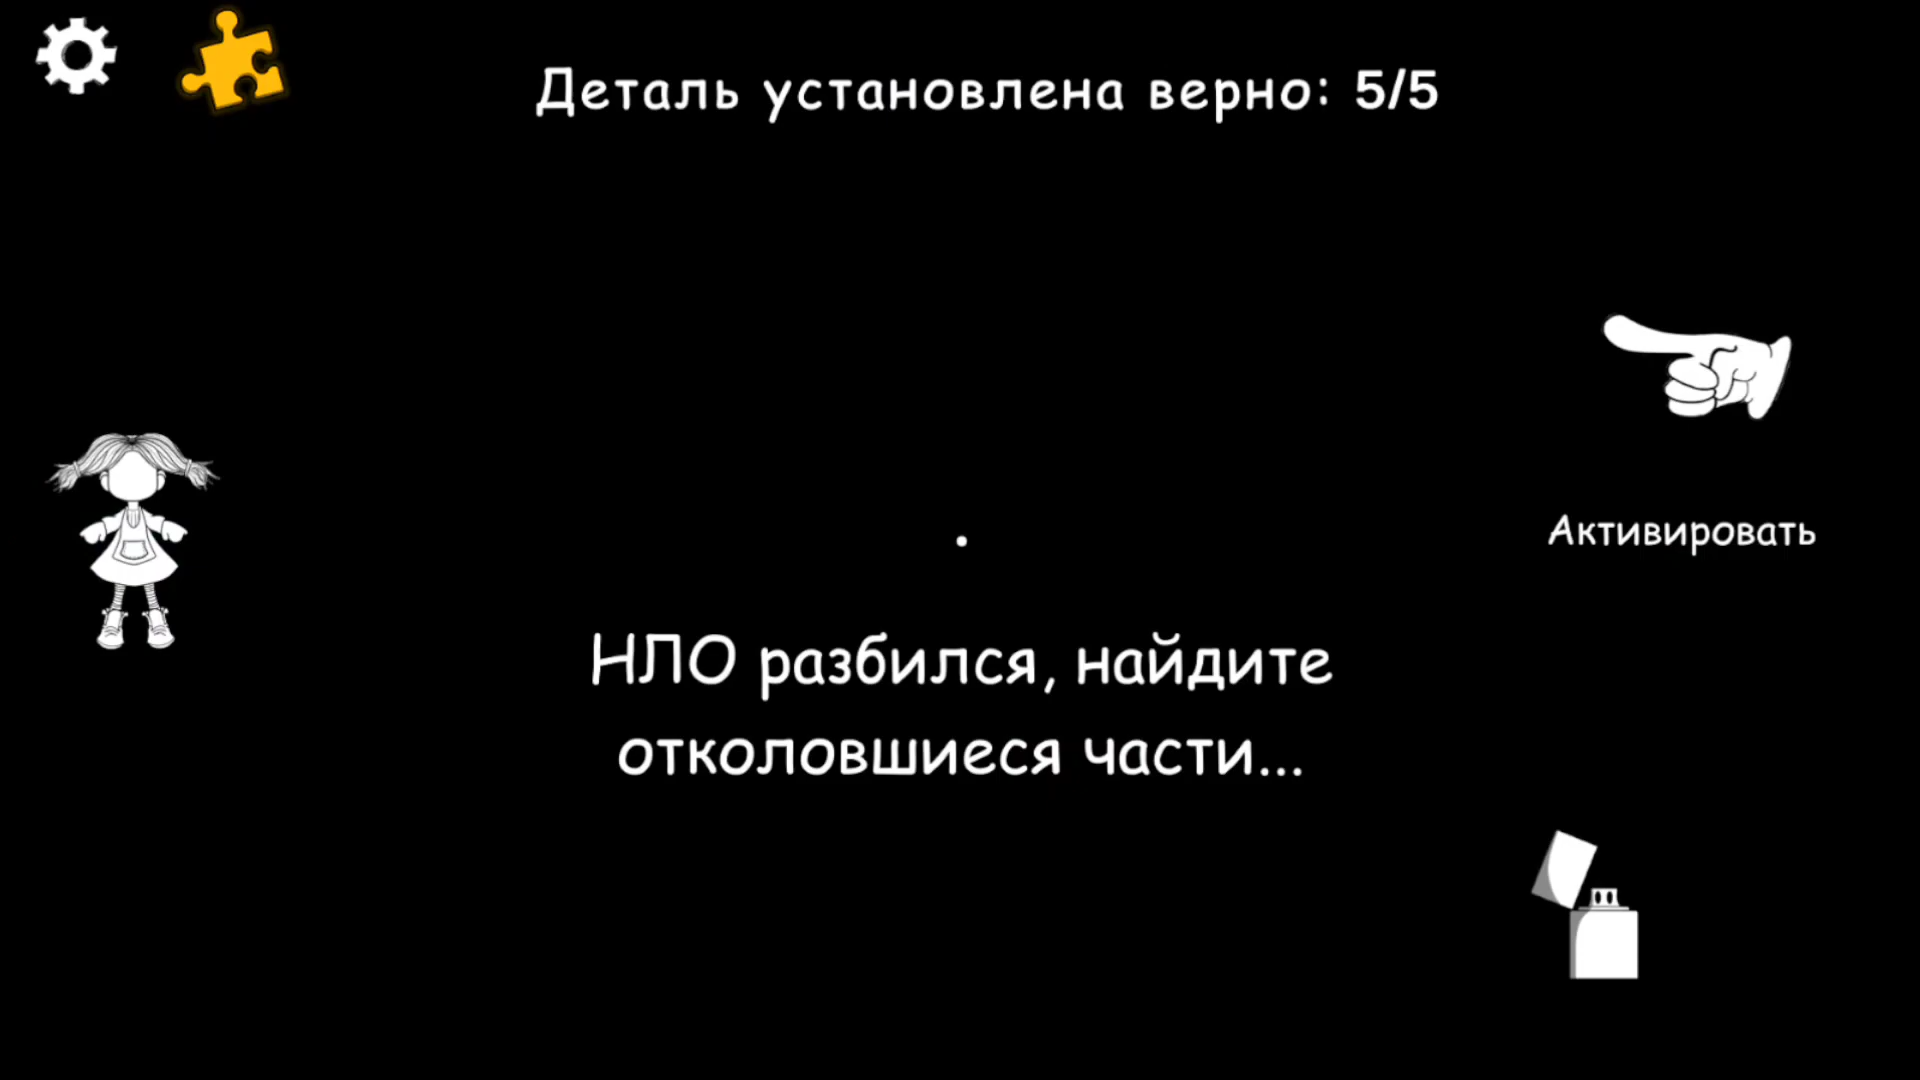 Деталь установлена верно: 5/5
Активировать
НЛО разбился, найдите
отколовшиеся части...